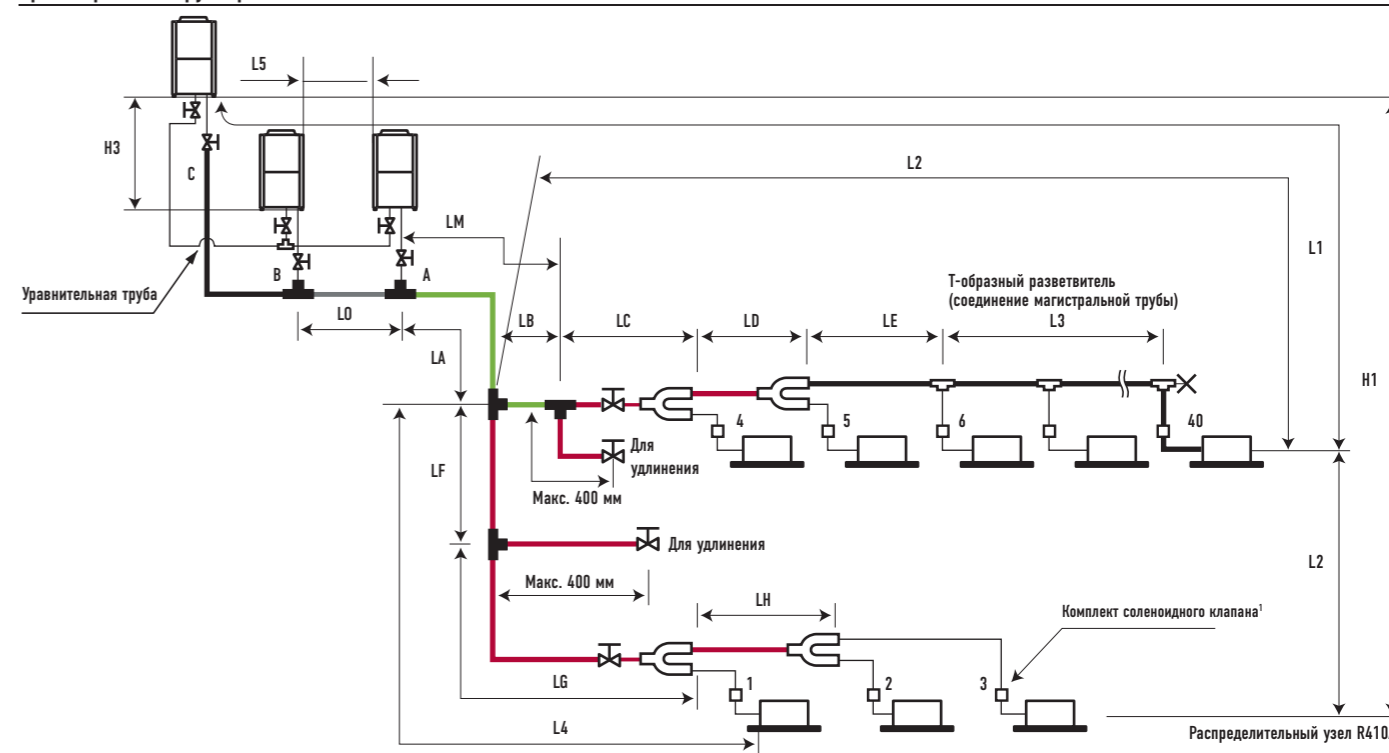 L5
H3
C
L2
LM
L1
Уравнительная труба
B
A
Т-образный разветвитель
(соединение магистральной трубы)
LO
LB
LC
LD
LE
L3
LA
H1
4
5
6
40
Для
удлинения
LF
Макс. 400 мм
Для удлинения
L2
Макс. 400 мм
LH
Комплект соленоидного клапана¹
LG
1
2
3
L4
Распределительный узел R410